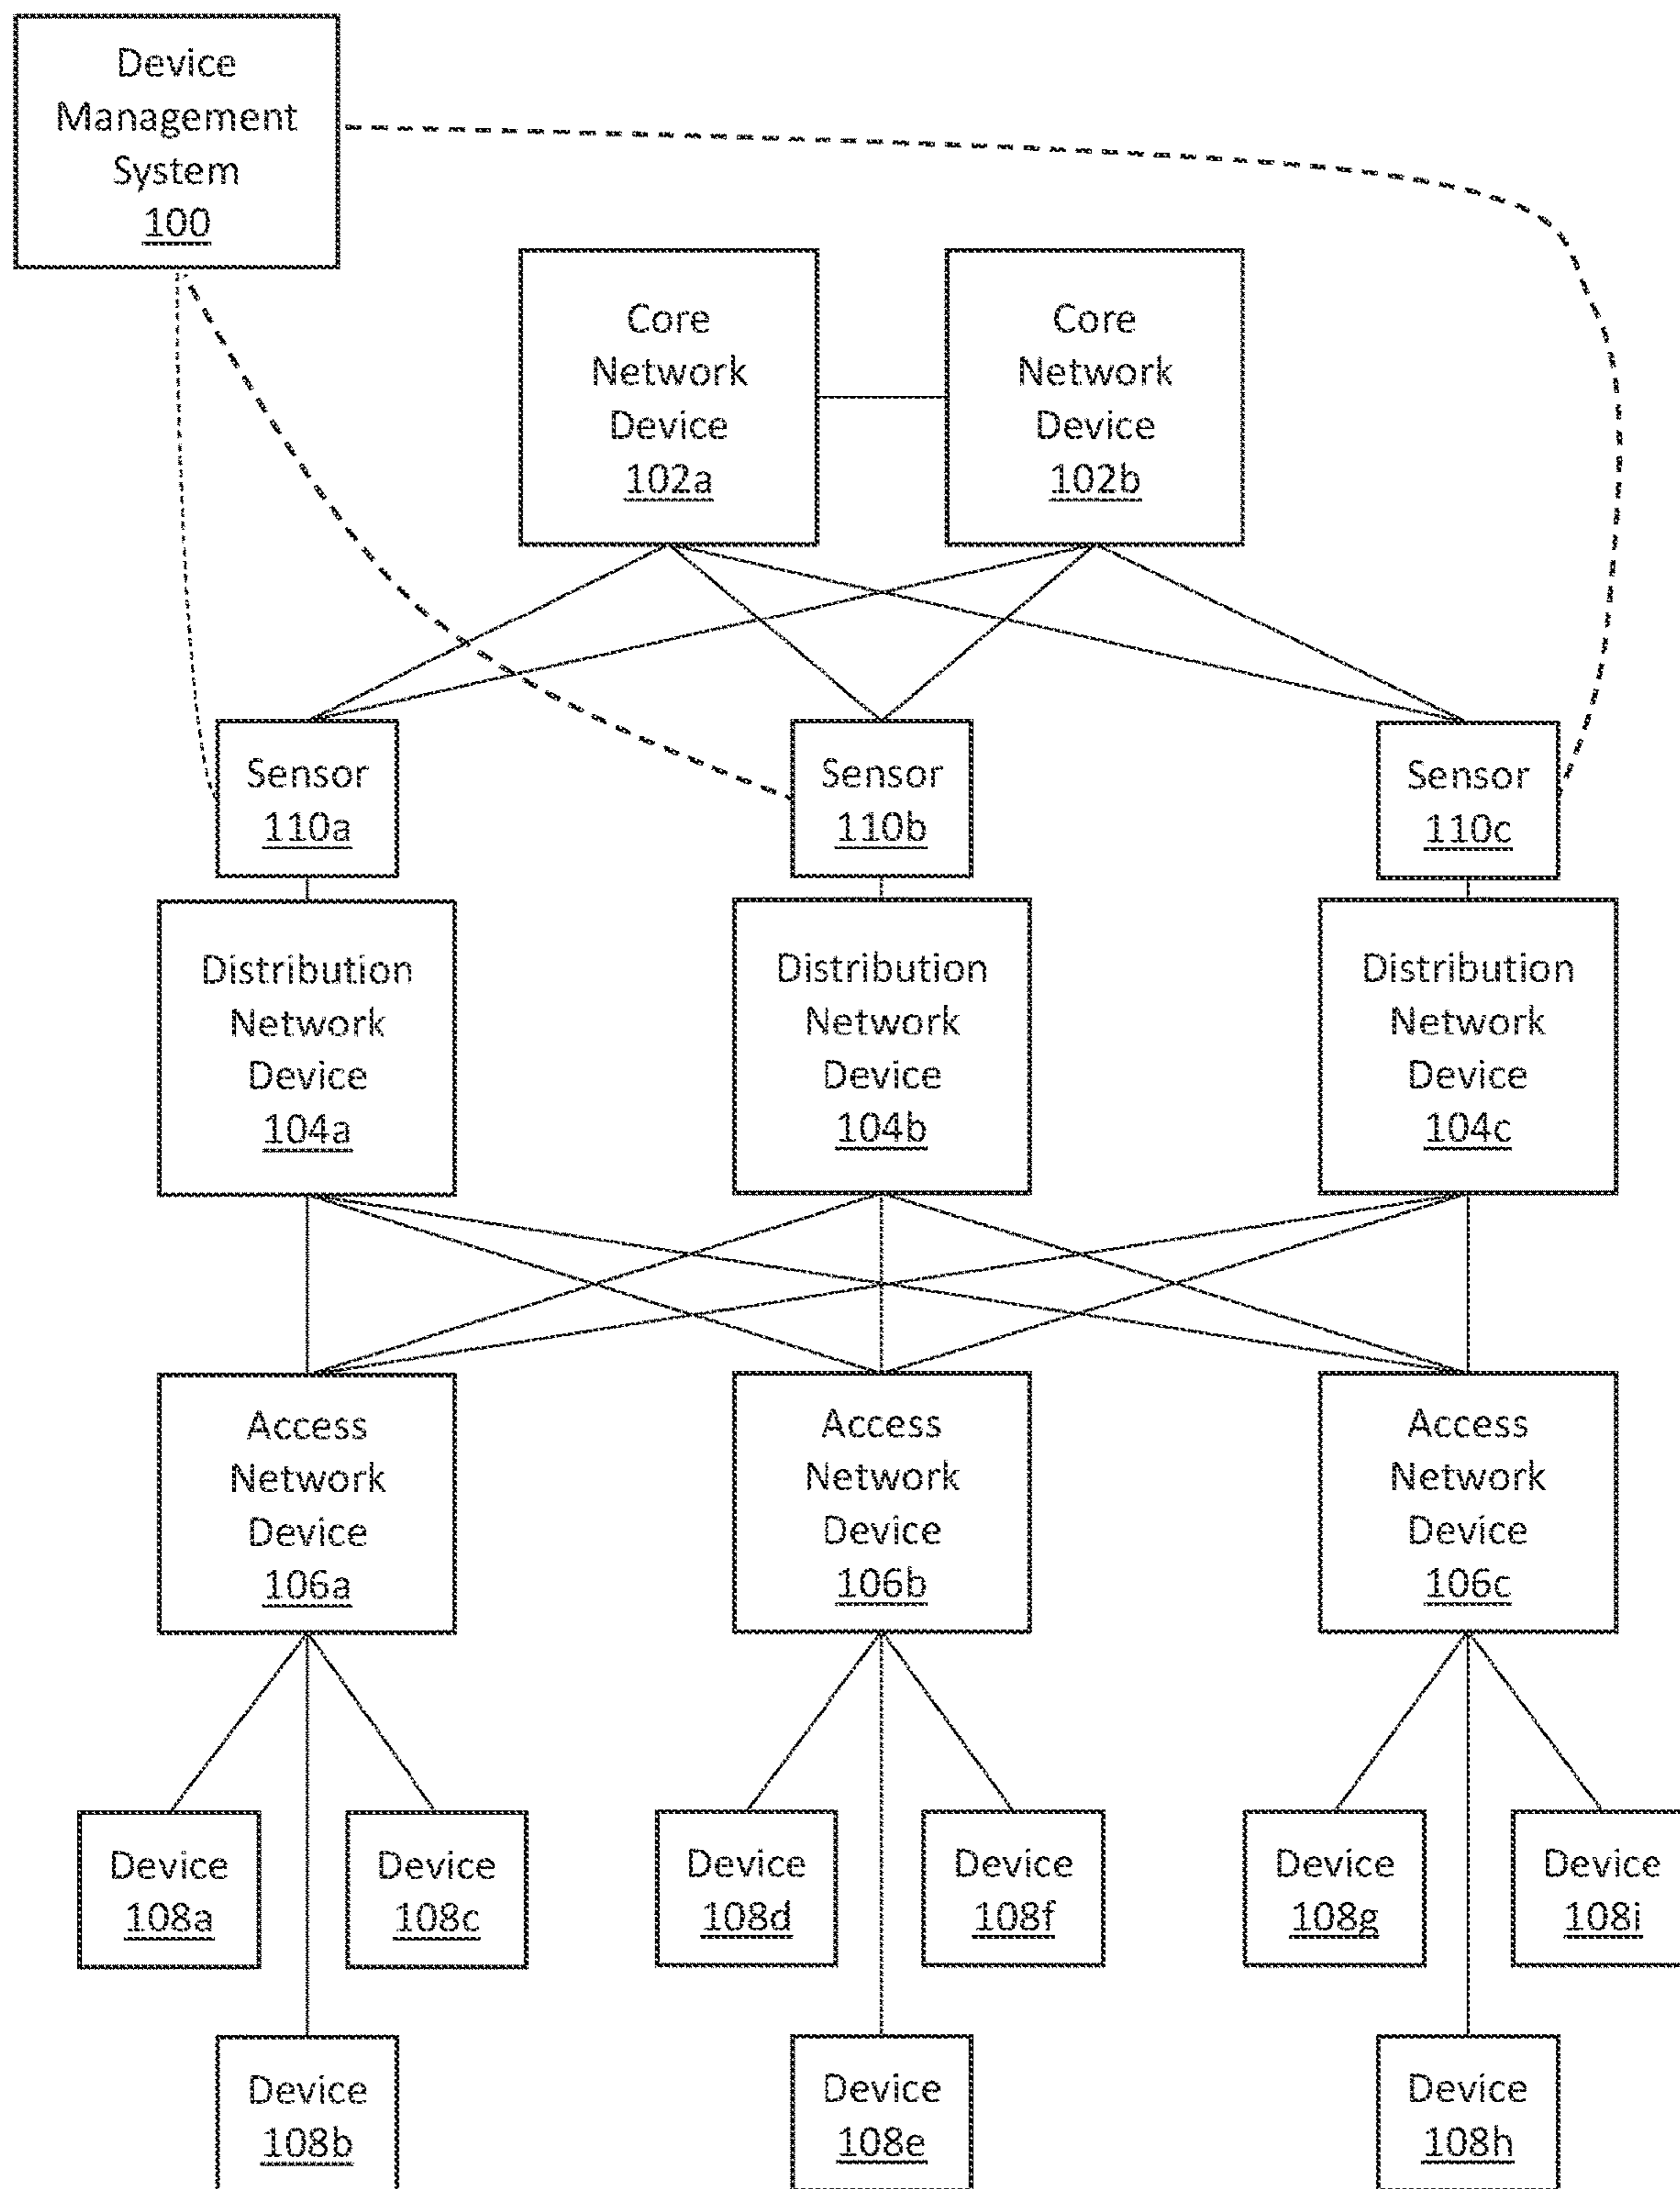 Device
Management
System
100
Core
Network
Device
102a
Core
Network
Device
102b
Sensor
110a
Sensor
110b
Sensor
110c
Distribution
Network
Device
104a
Distribution
Network
Device
104b
Distribution
Network
Device
104c
Access
Network
Device
106a
Access
Network
Device
106b
Access
Network
Device
106c
Device
108a
Device
108c
Device
108d
Device
108f
Device
108g
Device
108i
Device
108b
Device
108e
Device
108h